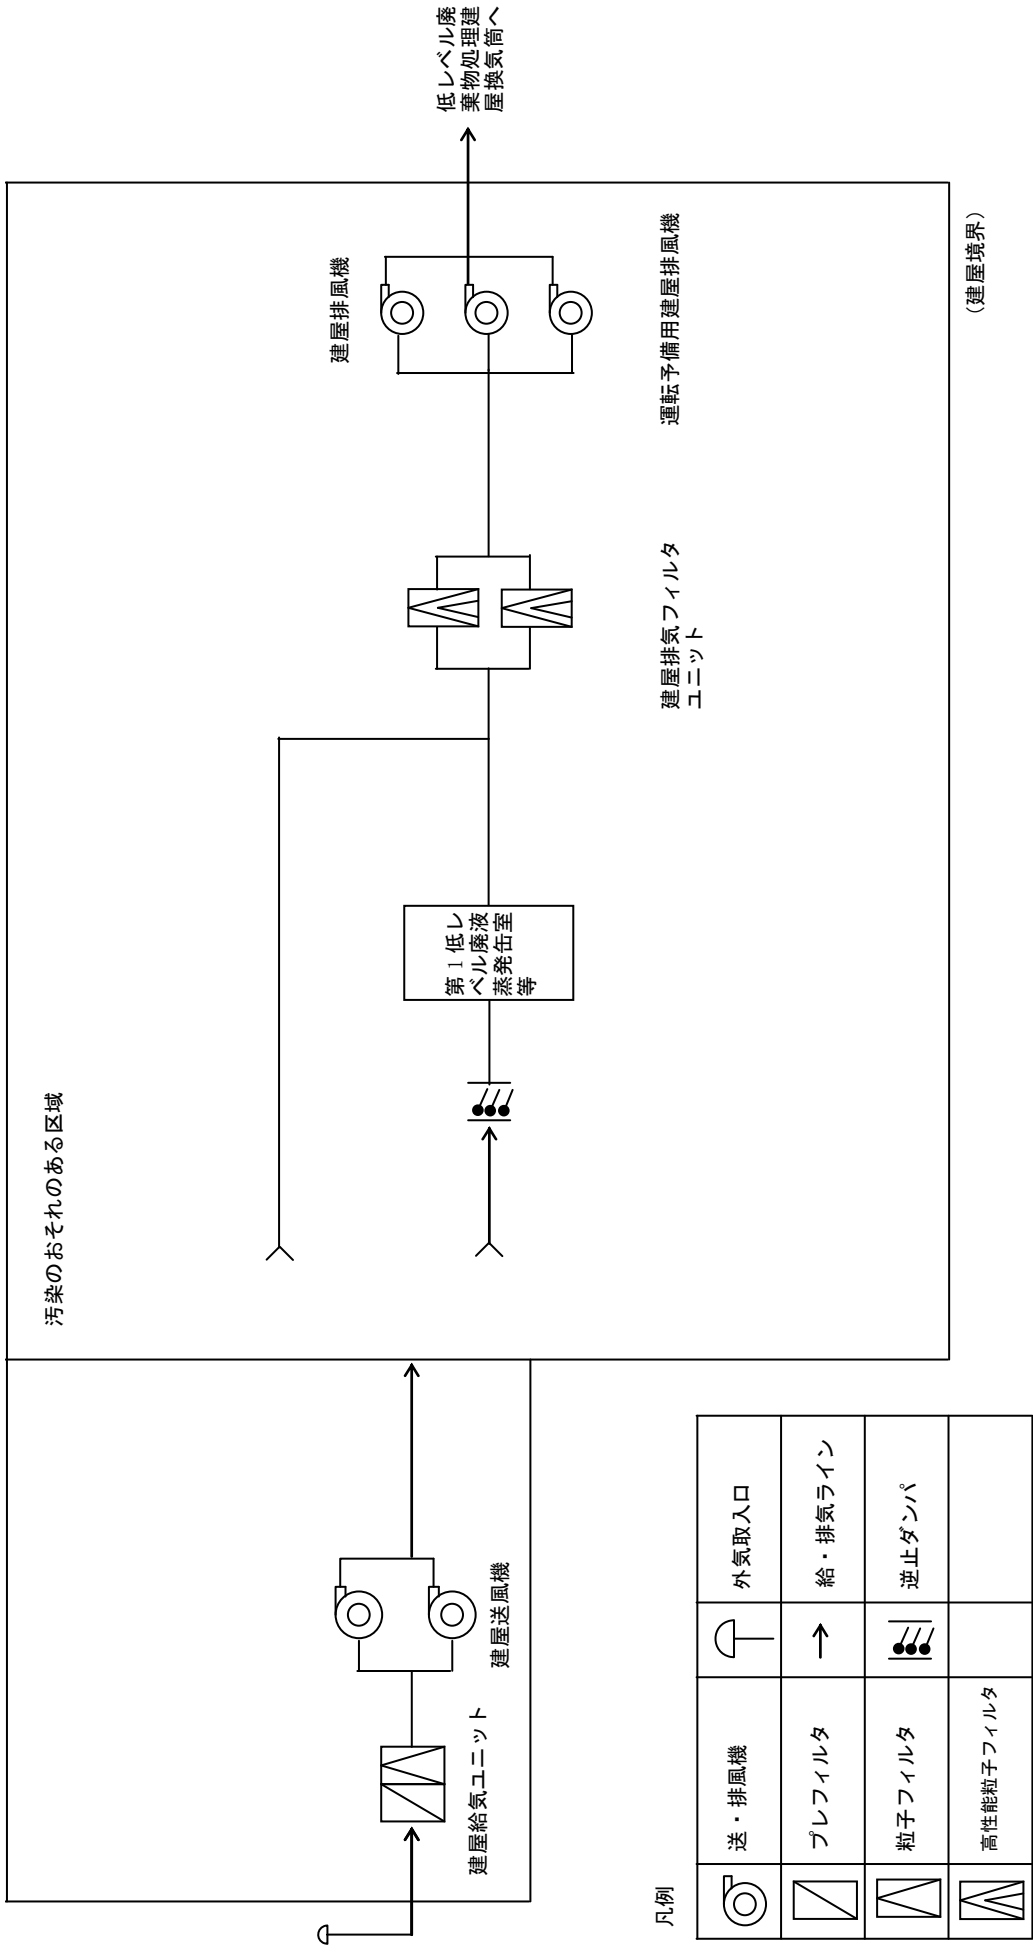 汚染のおそれのある区域
建屋排風機
低レベル廃
棄物処理建
屋換気筒へ
第1低レ
ベル廃液
蒸発缶室
等
建屋給気ユニット
建屋送風機
建屋排気フィルタ
ユニット
運転予備用建屋排風機
(建屋境界)
凡例
送・排風機
外気取入口
プレフィルタ
給・排気ライン
粒子フィルタ
逆止ダンパ
高性能粒子フィルタ